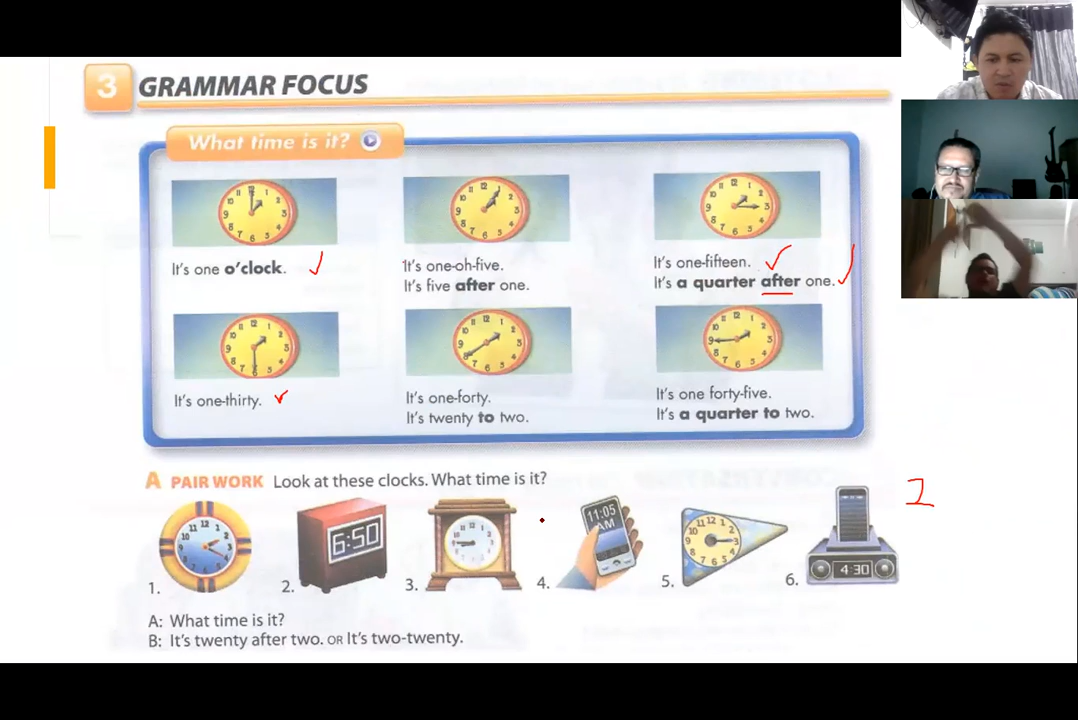 3 GRAMMAR FOCUS
What time is it?
It's one o'clock.
It's one-oh-five.
It's five after one.
It's one-fifteen.
It's a quarter after one.
It's one-thirty.
It's one-forty.
It's twenty to two.
It's one forty-five.
It's a quarter to two.
A PAIR WORK Look at these clocks. What time is it?
1.
2.
6:50
3.
4.
11:05
AM
5.
6.
4:30
A: What time is it?
B: It's twenty after two. OR It's two-twenty.